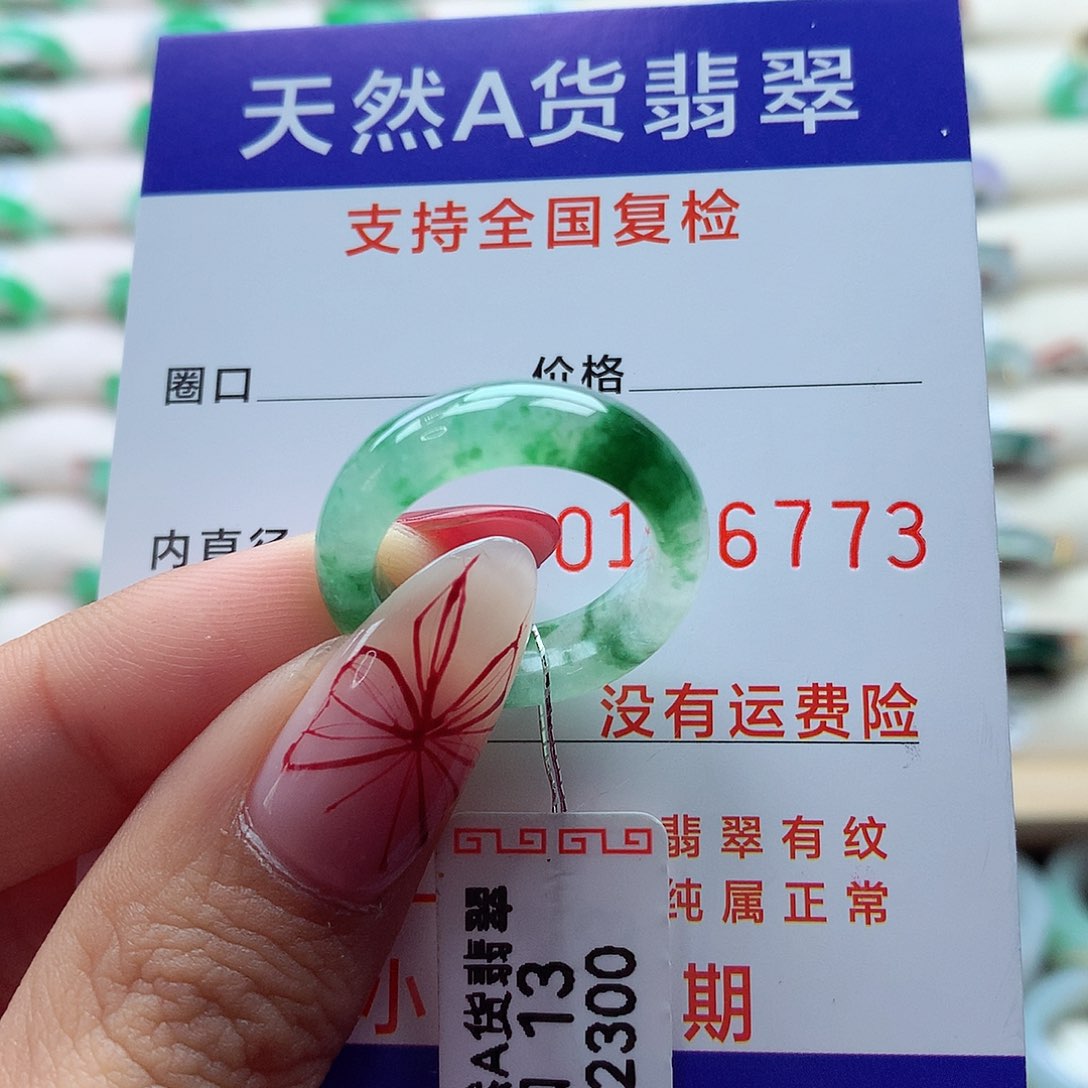 天然A货翡翠
支持全国复检
圈口 价格
内直径
01 6773
没有运费险
翡翠有纹
纯属正常
小 期
A货翡翠
13
2300